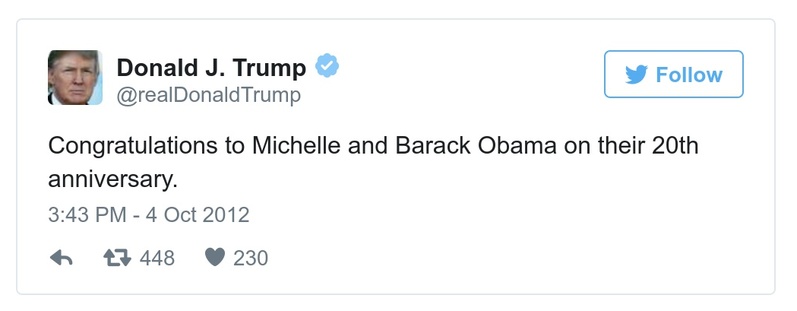 Donald J. Trump
@realDonaldTrump
Follow
Congratulations to Michelle and Barack Obama on their 20th
anniversary.
3:43 PM - 4 Oct 2012
448 230